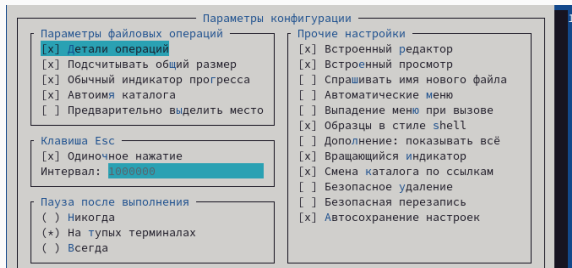 Параметры конфигурации
Параметры файловых операций
[x] Детали операций
[x] Подсчитывать общий размер
[x] Обычный индикатор прогресса
[x] Автоимя каталога
[ ] Предварительно выделить место
Клавиша Esc
[x] Одиночное нажатие
Интервал: 1000000
Пауза после выполнения
( ) Никогда
(*) На тупых терминалах
( ) Всегда
Прочие настройки
[x] Встроенный редактор
[x] Встроенный просмотр
[ ] Спрашивать имя нового файла
[ ] Автоматические меню
[ ] Выпадение меню при вызове
[x] Образцы в стиле shell
[ ] Дополнение: показывать всё
[x] Вращающийся индикатор
[x] Смена каталога по ссылкам
[ ] Безопасное удаление
[ ] Безопасная перезапись
[x] Автосохранение настроек